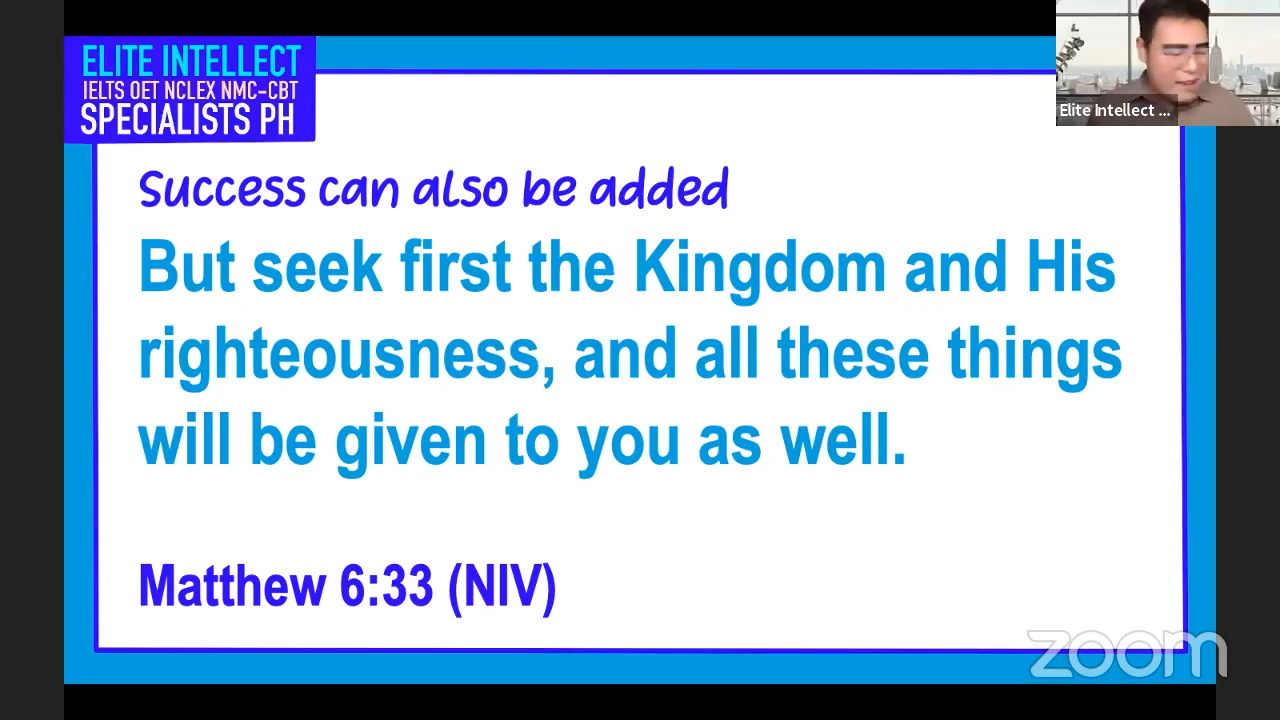 ELITE INTELLECT
IELTS OET NCLEX NMC-CBT
SPECIALISTS PH
Elite Intellect ...
Success can also be added
But seek first the Kingdom and His
righteousness, and all these things
will be given to you as well.
Matthew 6:33 (NIV)
zoom